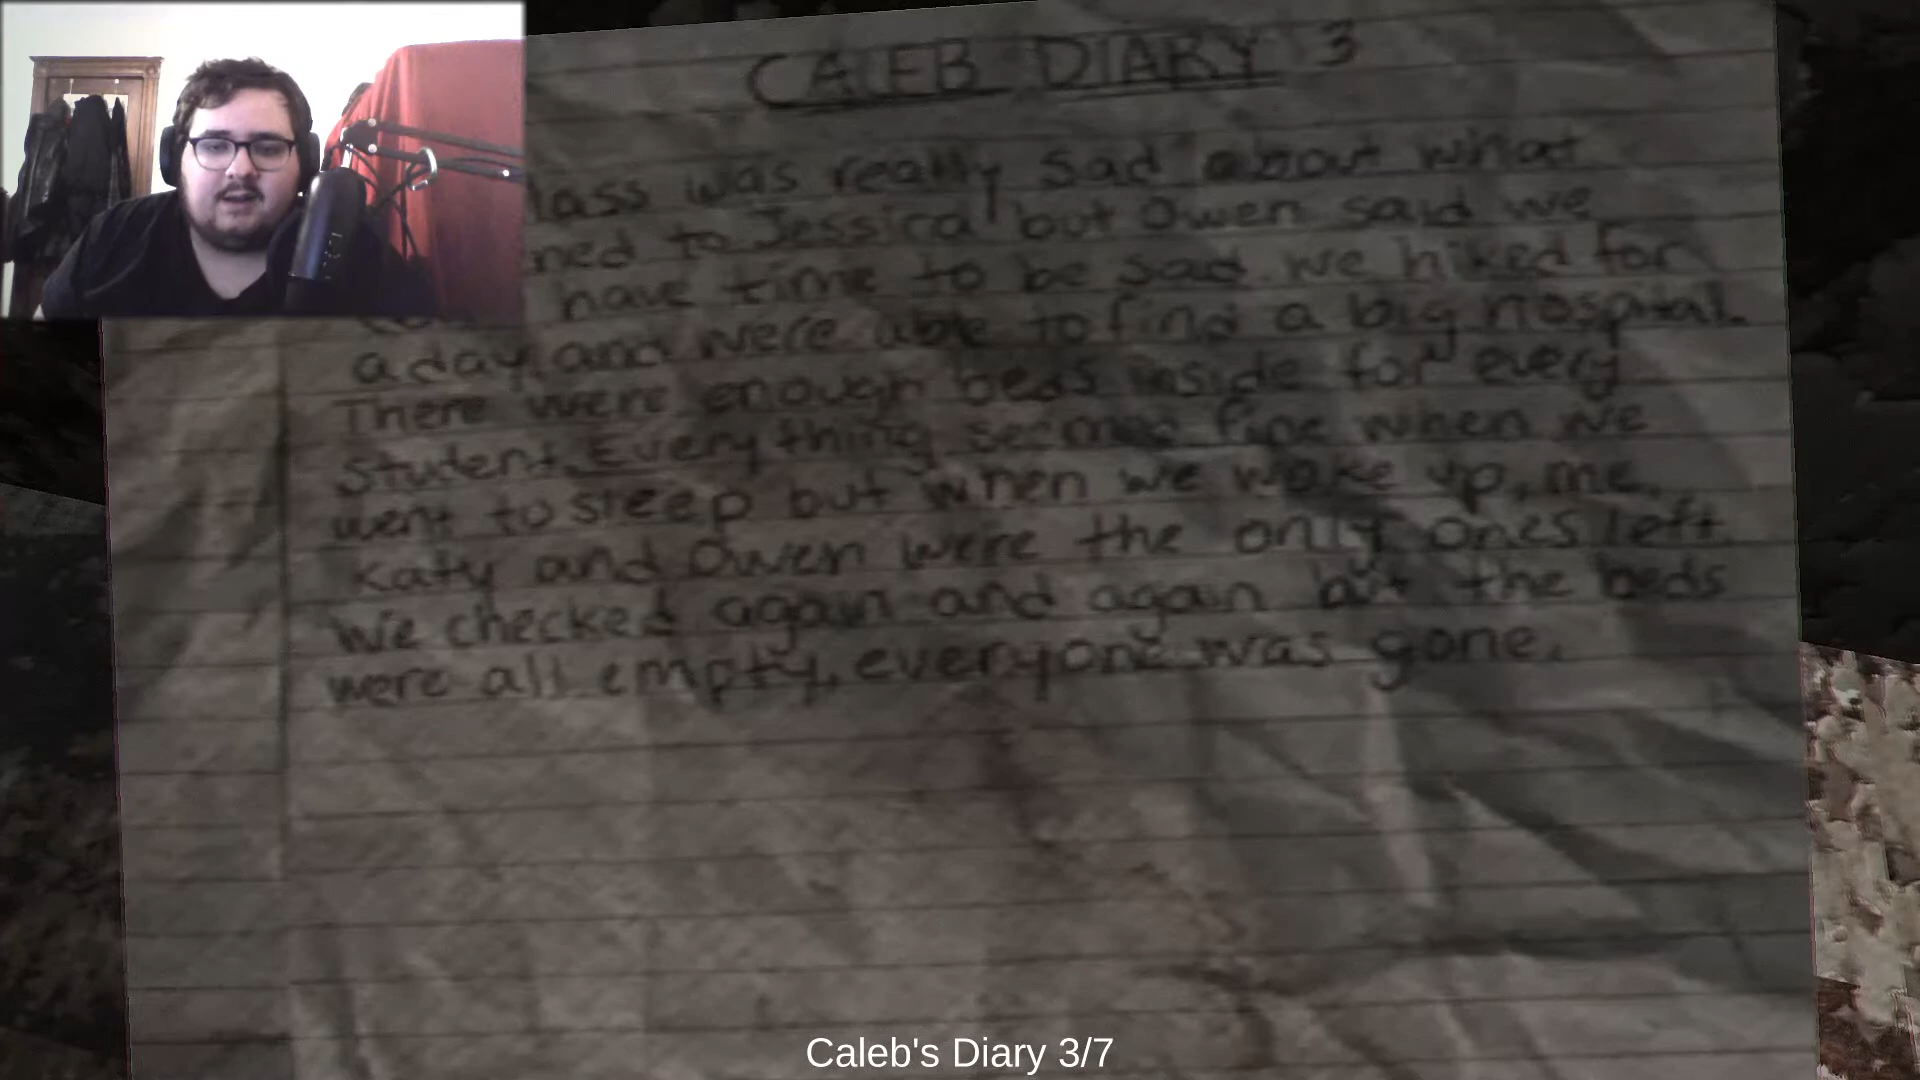 CALEB DIARY 3
lass was really sad about what
ned to Jessica but Owen said we
have time to be sad we hiked for
a day and were able to find a big hospital.
There were enough beds inside for every
student. Everything seemed fine when we
went to sleep but when we woke up, me,
Katy and Owen were the only ones left.
We checked again and again but the beds
were all empty, everyone was gone.
Caleb's Diary 3/7